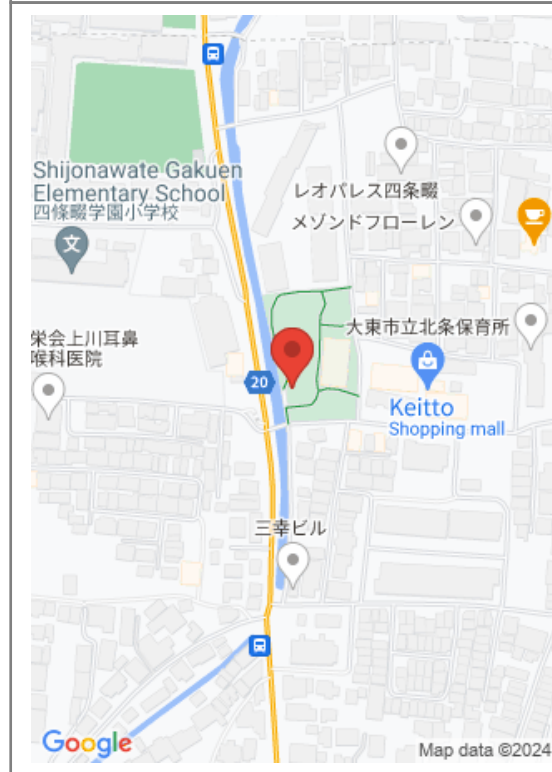 Shijonawate Gakuen
Elementary School
四條畷学園小学校
文
レオパレス四条畷
メゾンドフローレン
大東市立北条保育所
栄会上川耳鼻
喉科医院
20
Keitto
Shopping mall
三幸ビル
Google
Map data ©2024